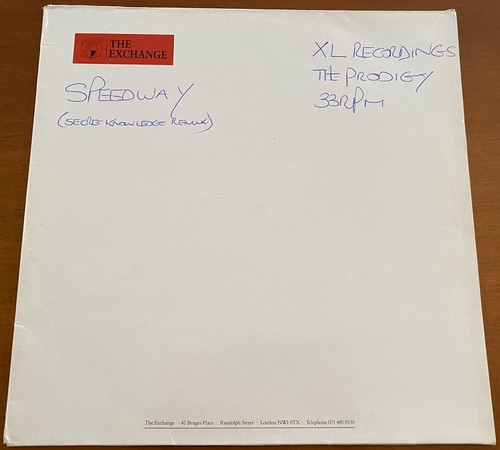 THE
EXCHANGE
SPEEDWAY
(SECRET KNOWLEDGE REMIX)
XL RECORDINGS
THE PRODIGY
33RPM
The Exchange · 42 Bruges Place · Randolph Street · London NW1 0TX · Telephone 071 485 0530